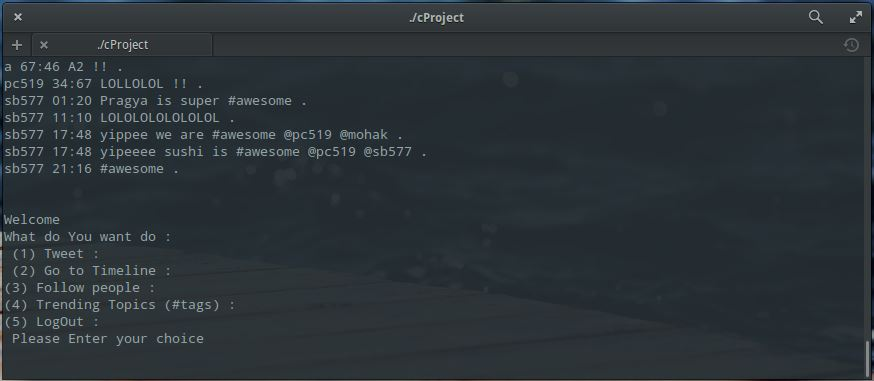 ./cProject
./cProject
a 67:46 A2 !! .
pc519 34:67 LOLLOLOL !! .
sb577 01:20 Pragya is super #awesome .
sb577 11:10 LOLOLOLOLOLOLOL .
sb577 17:48 yippee we are #awesome @pc519 @mohak .
sb577 17:48 yipeeee sushi is #awesome @pc519 @sb577 .
sb577 21:16 #awesome .
Welcome
What do You want do :
(1) Tweet :
(2) Go to Timeline :
(3) Follow people :
(4) Trending Topics (#tags) :
(5) LogOut :
Please Enter your choice